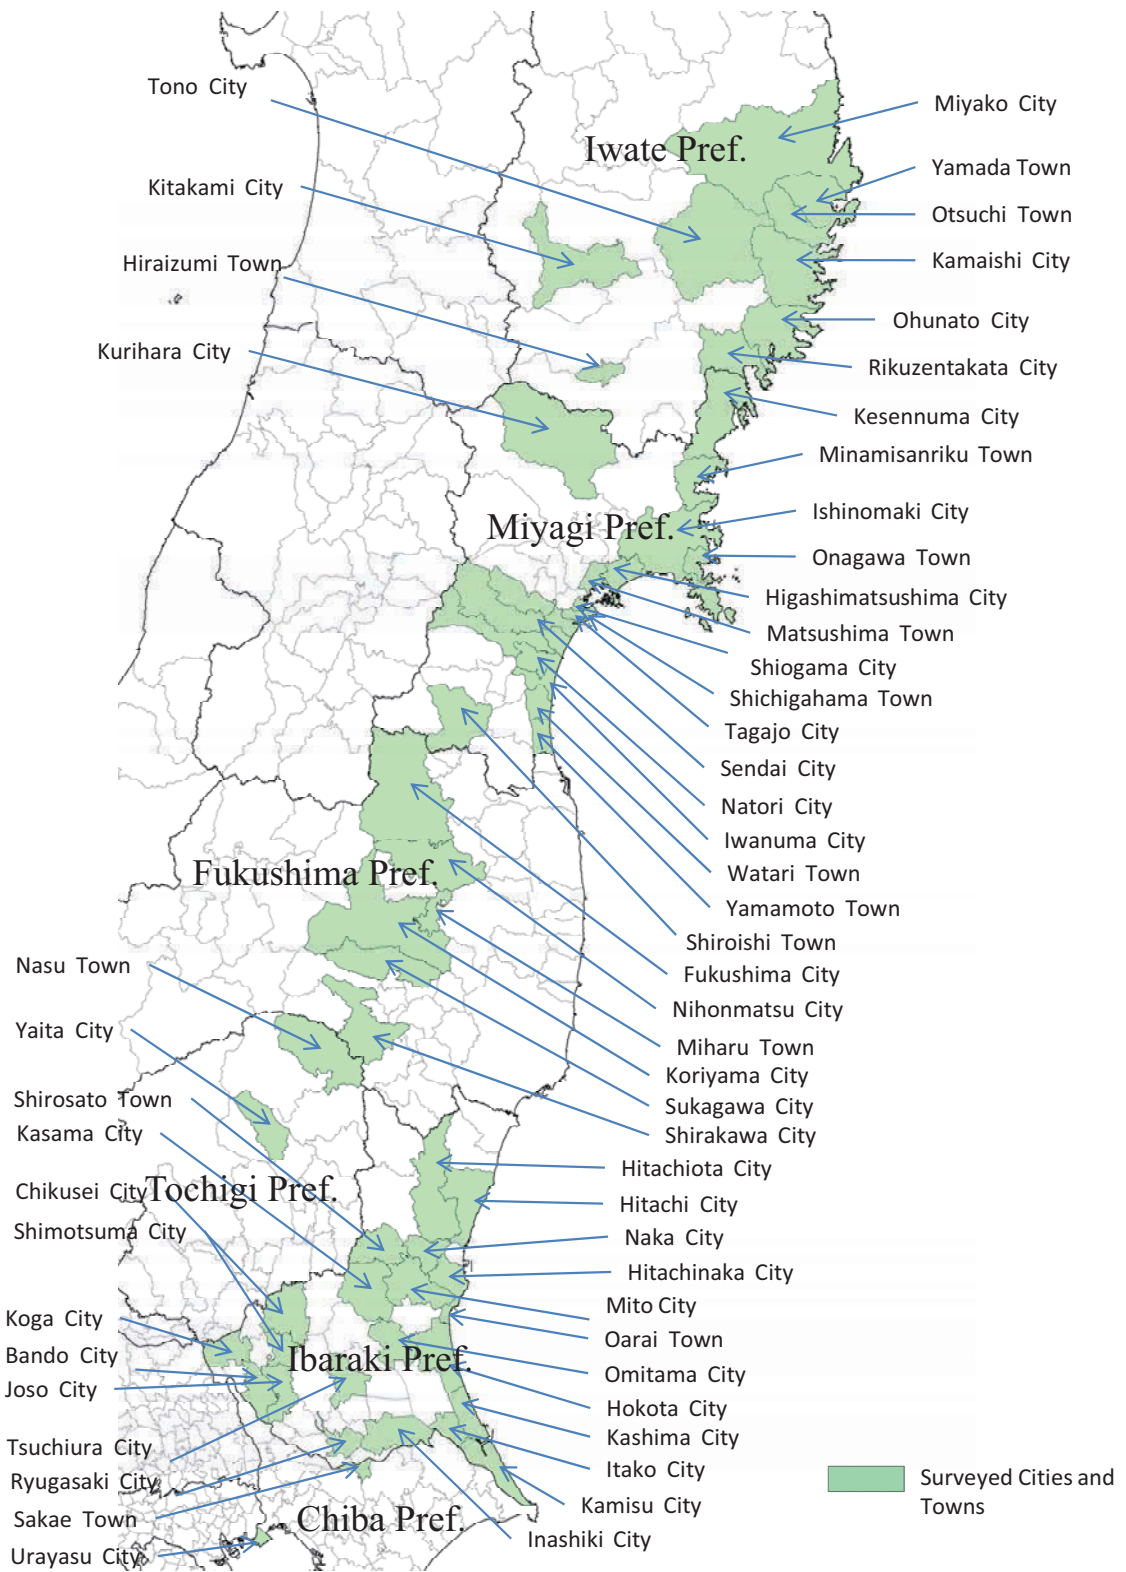 Tono City
Miyako City
Iwate Pref.
Yamada Town
Kitakami City
Otsuchi Town
Hiraizumi Town
Kamaishi City
Ohunato City
Kurihara City
Rikuzentakata City
Kesennuma City
Minamisanriku Town
Ishinomaki City
Miyagi Pref.
Onagawa Town
Higashimatsushima City
Matsushima Town
Shiogama City
Shichigahama Town
Tagajo City
Sendai City
Natori City
Iwanuma City
Fukushima Pref.
Watari Town
Yamamoto Town
Shiroishi Town
Nasu Town
Fukushima City
Nihonmatsu City
Yaita City
Miharu Town
Koriyama City
Shirosato Town
Sukagawa City
Kasama City
Shirakawa City
Hitachiota City
Chikusei City
Tochigi Pref.
Hitachi City
Shimotsuma City
Naka City
Hitachinaka City
Mito City
Koga City
Oarai Town
Bando City
Ibaraki Pref.
Omitama City
Joso City
Hokota City
Kashima City
Tsuchiura City
Itako City
Ryugasaki City
Surveyed Cities and
Towns
Kamisu City
Sakae Town
Chiba Pref.
Inashiki City
Urayasu City